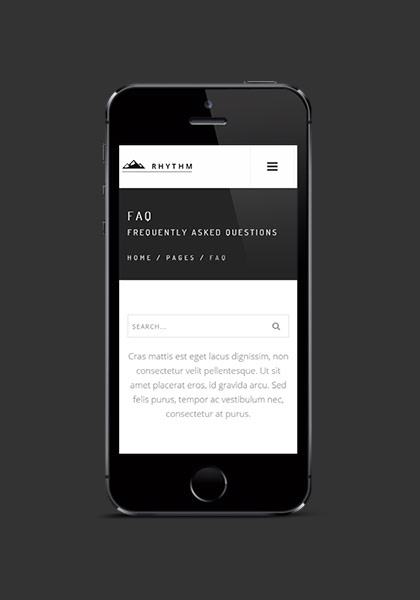 RHYTHM
FAQ
FREQUENTLY ASKED QUESTIONS
HOME / PAGES / FAQ
SEARCH...
Cras mattis est eget lacus dignissim, non
consectetur velit pellentesque. Ut sit
amet placerat eros, id gravida arcu. Sed
felis purus, tempor ac vestibulum nec,
consectetur at purus.